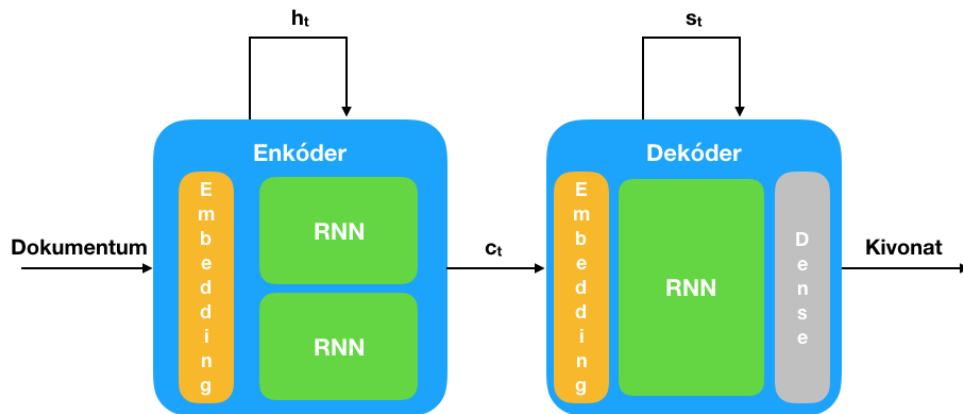 hₜ
sₜ
Enkóder
Dekóder
Embedding
RNN
RNN
Embedding
RNN
Dense
Dokumentum
cₜ
Kivonat